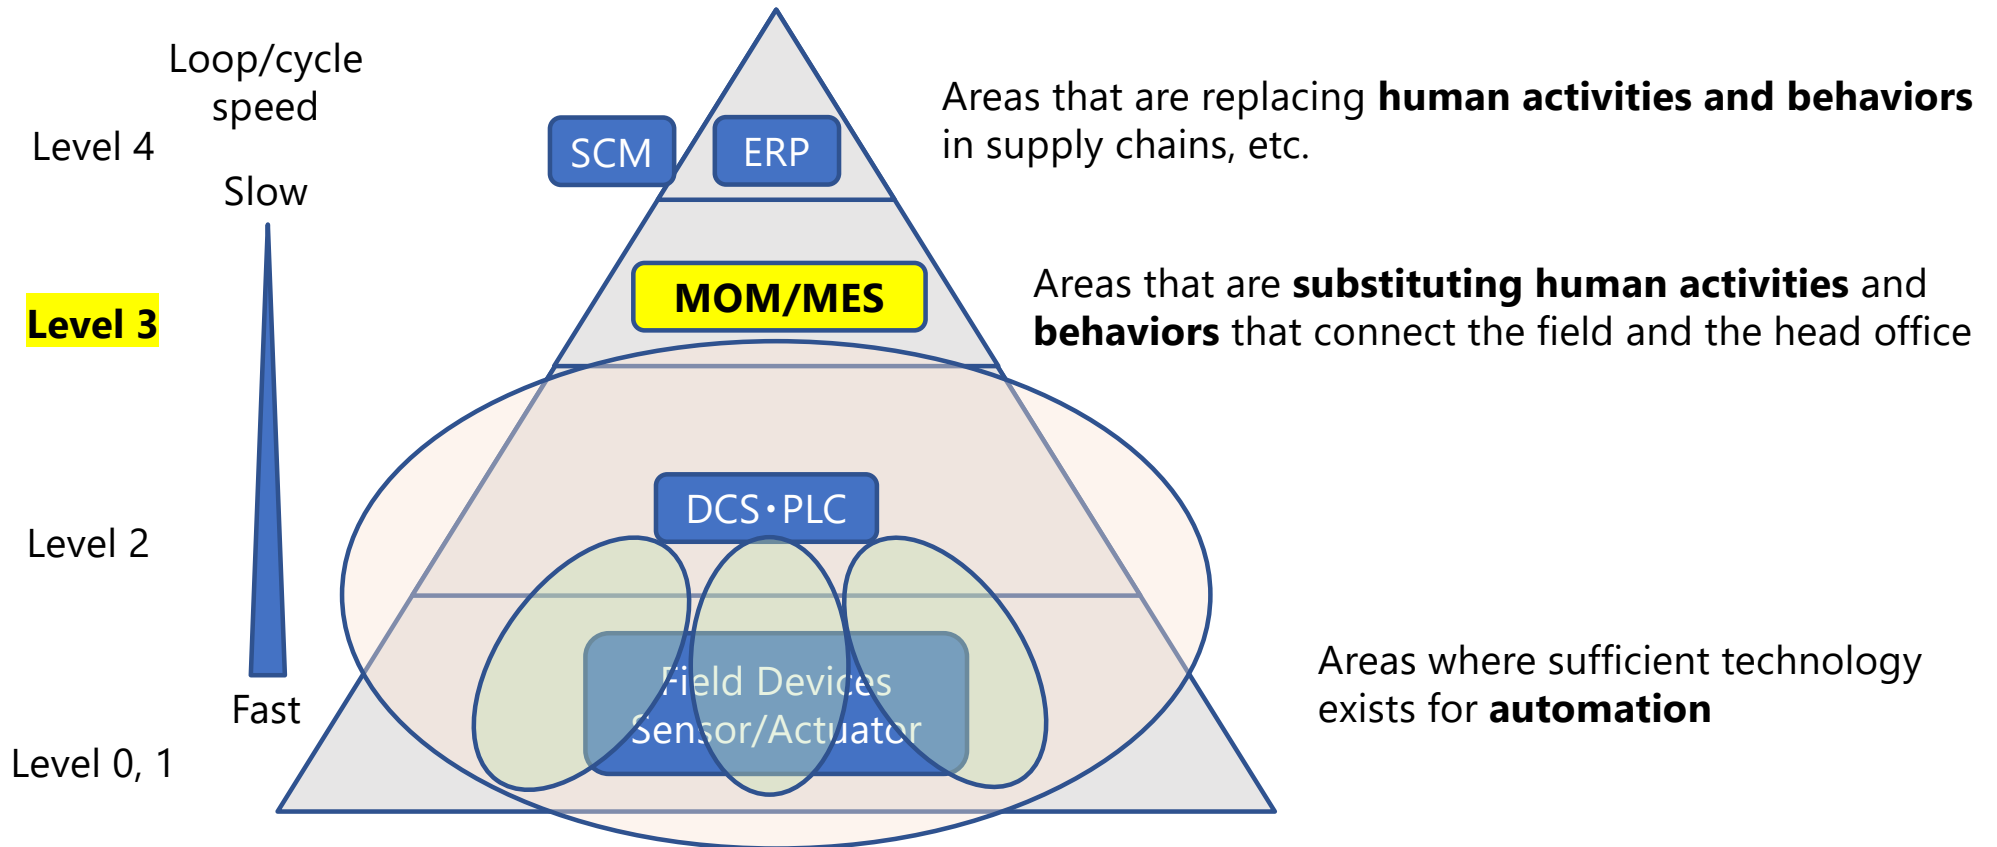 Loop/cycle
speed
Level 4
SCM
ERP
Areas that are replacing human activities and behaviors
in supply chains, etc.
Slow
Level 3
MOM/MES
Areas that are substituting human activities and
behaviors that connect the field and the head office
Level 2
DCS・PLC
Fast
Field Devices
Sensor/Actuator
Areas where sufficient technology
exists for automation
Level 0, 1